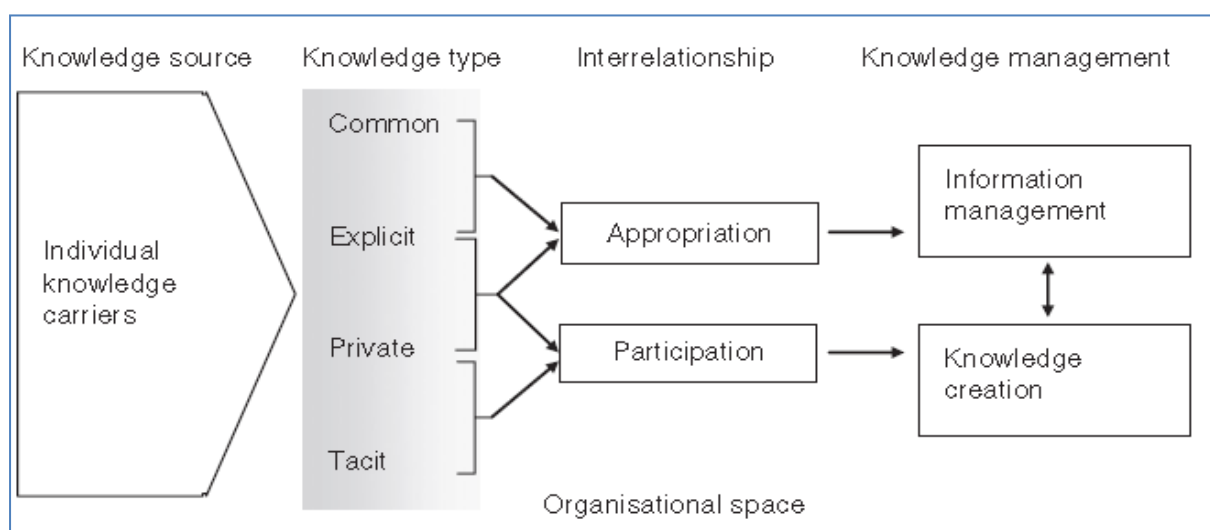 Knowledge source
Knowledge type
Interrelationship
Knowledge management
Individual
knowledge
carriers
Common
Explicit
Private
Tacit
Appropriation
Participation
Information
management
Knowledge
creation
Organisational space